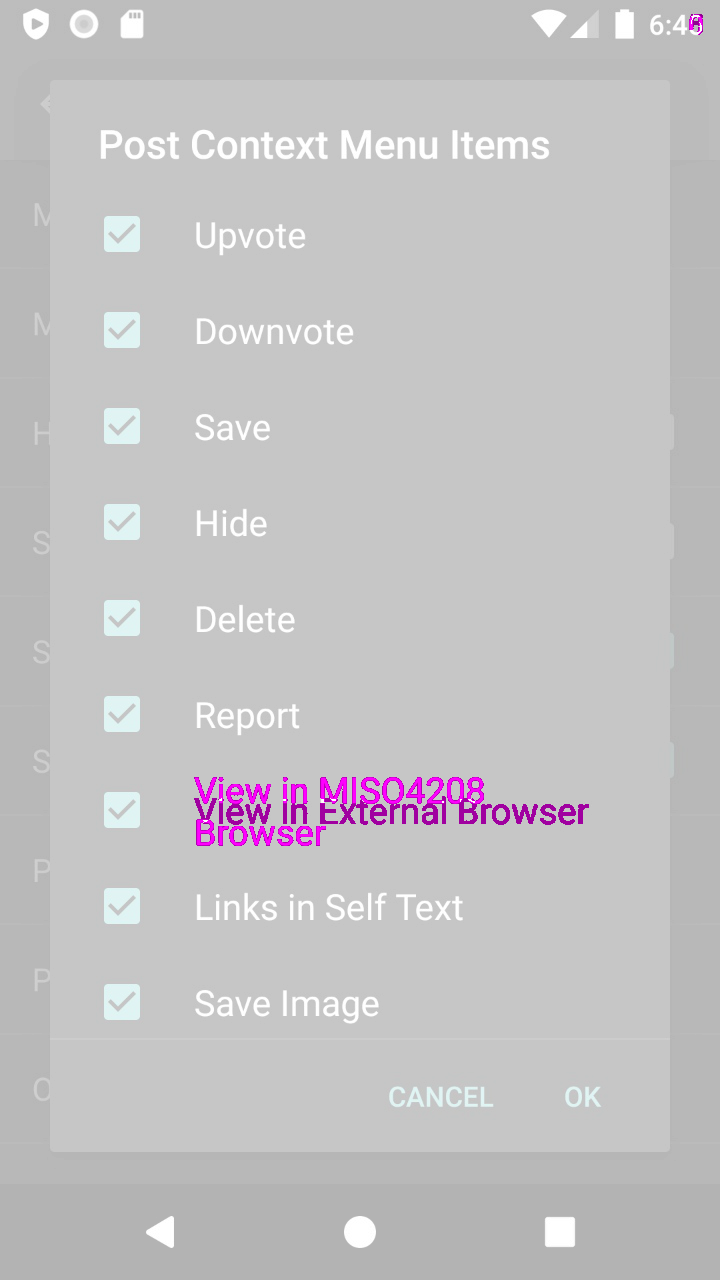 6:4
Post Context Menu Items
M
Upvote
M
Downvote
H
Save
S
Hide
S
Delete
S
Report
View in MISO4208
View in External Browser
Browser
P
Links in Self Text
P
Save Image
O
CANCEL OK